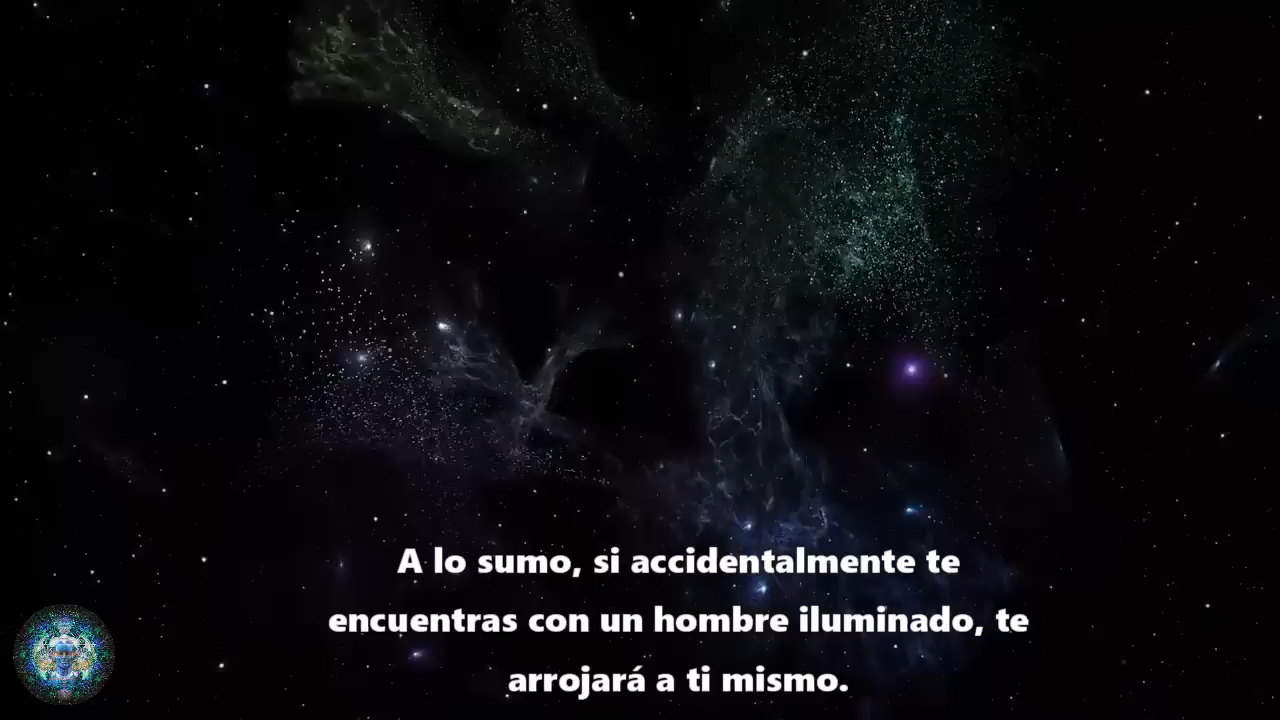 A lo sumo, si accidentalmente te
encuentras con un hombre iluminado, te
arrojará a ti mismo.